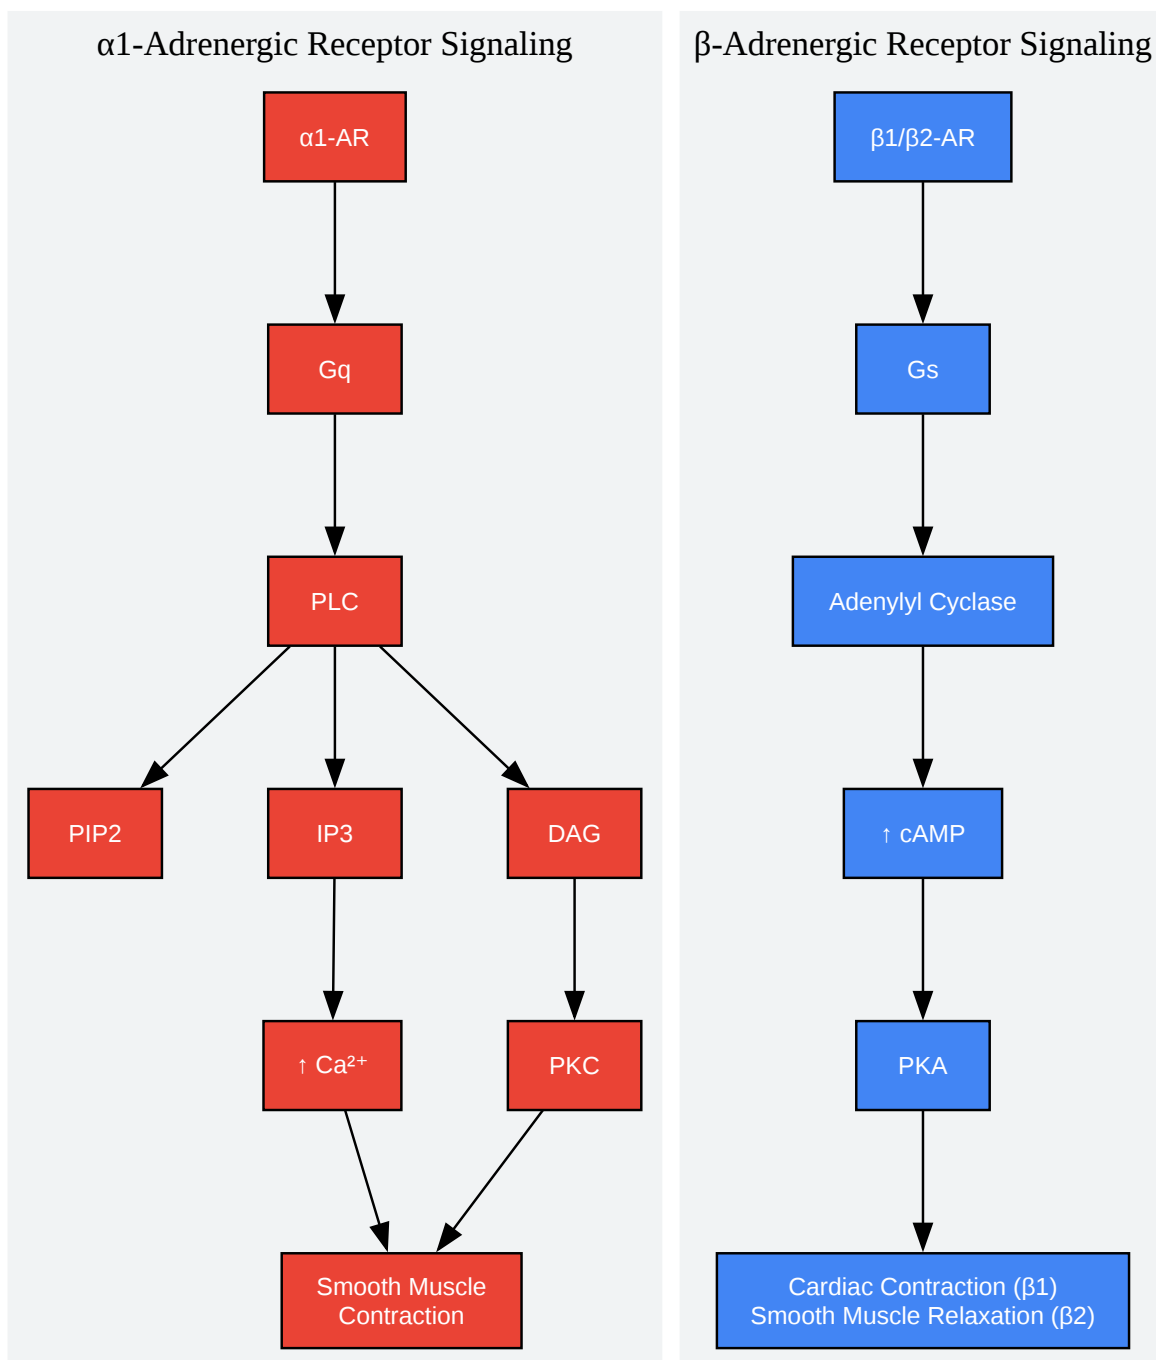 α1-Adrenergic Receptor Signaling
α1-AR
Gq
PLC
PIP2
IP3
DAG
↑ Ca²⁺
PKC
Smooth Muscle
Contraction
β-Adrenergic Receptor Signaling
β1/β2-AR
Gs
Adenylyl Cyclase
↑ cAMP
PKA
Cardiac Contraction (β1)
Smooth Muscle Relaxation (β2)